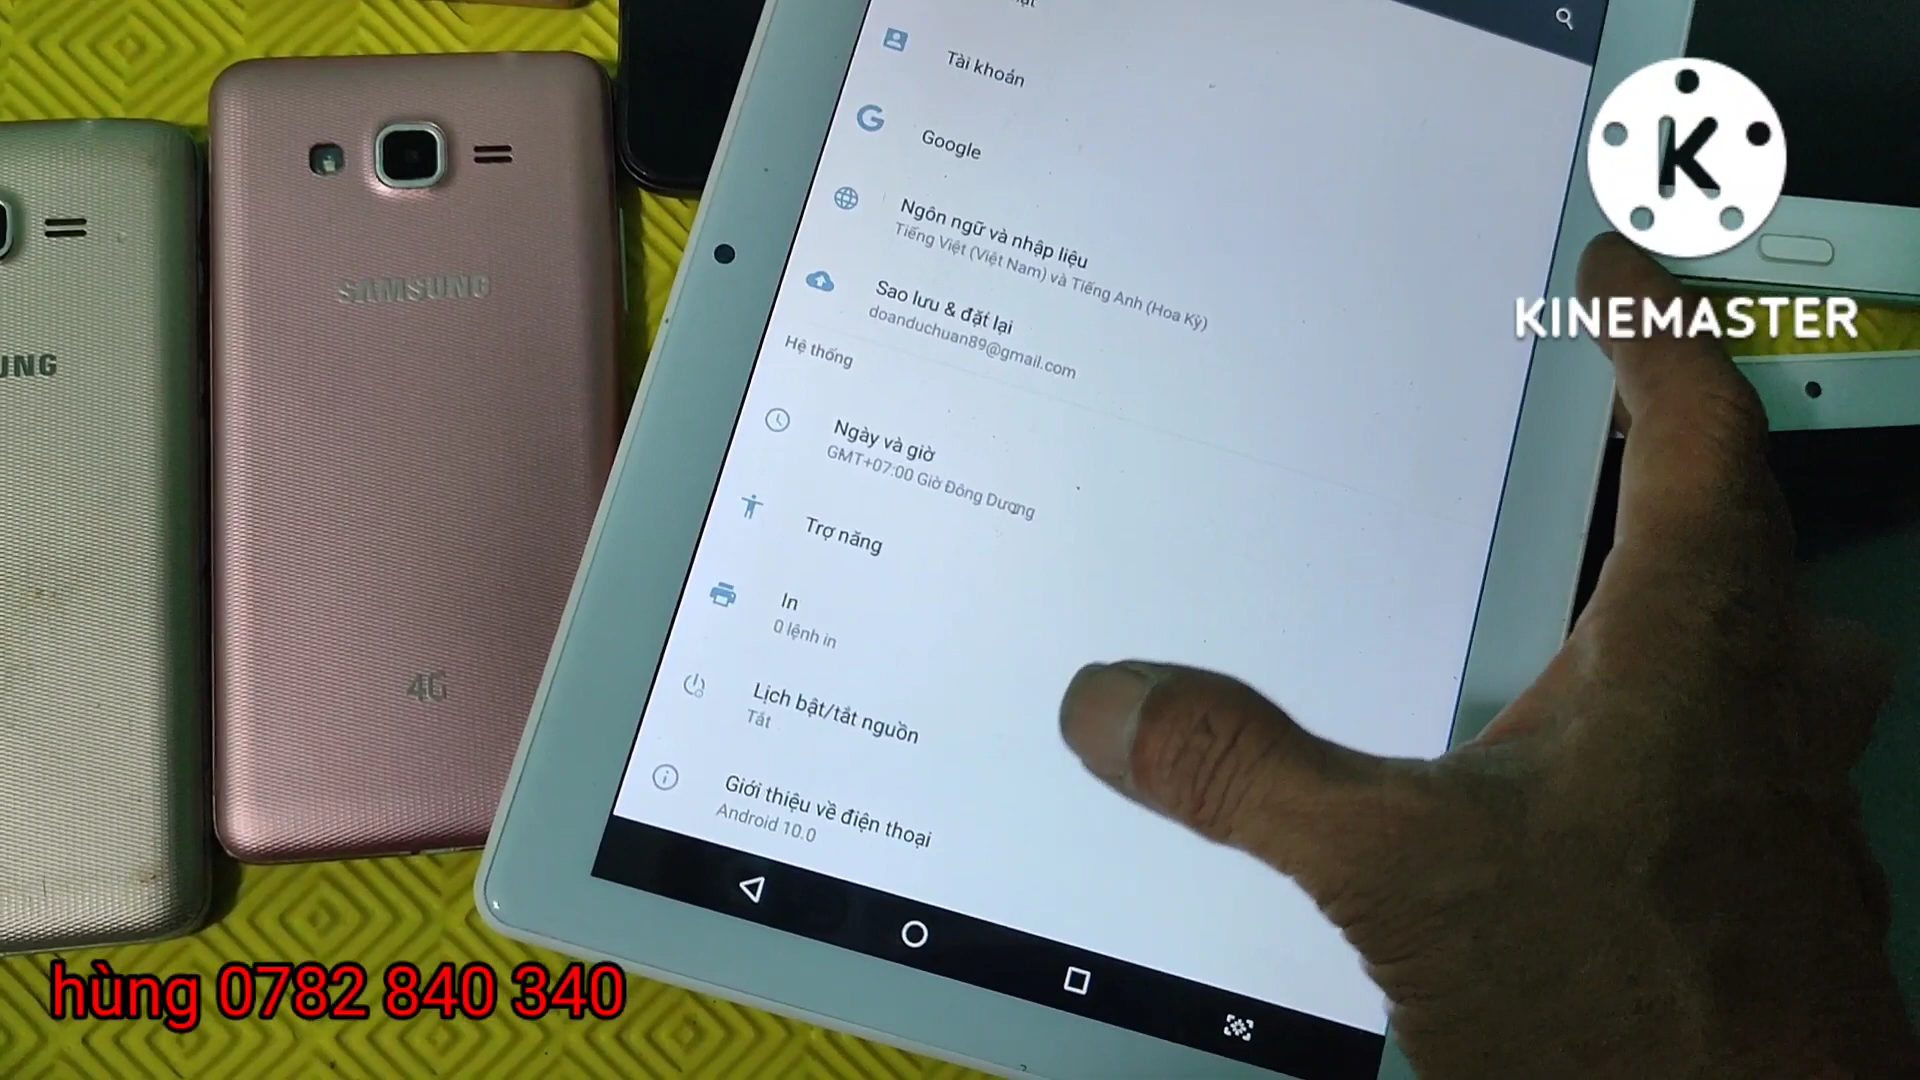 Tài khoản
Google
Ngôn ngữ và nhập liệu
Tiếng Việt (Việt Nam) và Tiếng Anh (Hoa Kỳ)
Sao lưu & đặt lại
doanduchuan89@gmail.com
Hệ thống
Ngày và giờ
GMT+07:00 Giờ Đông Dương
Trợ năng
In
0 lệnh in
Lịch bật/tắt nguồn
Tắt
Giới thiệu về điện thoại
Android 10.0
SAMSUNG
4G
UNG
K
KINEMASTER
hùng 0782 840 340